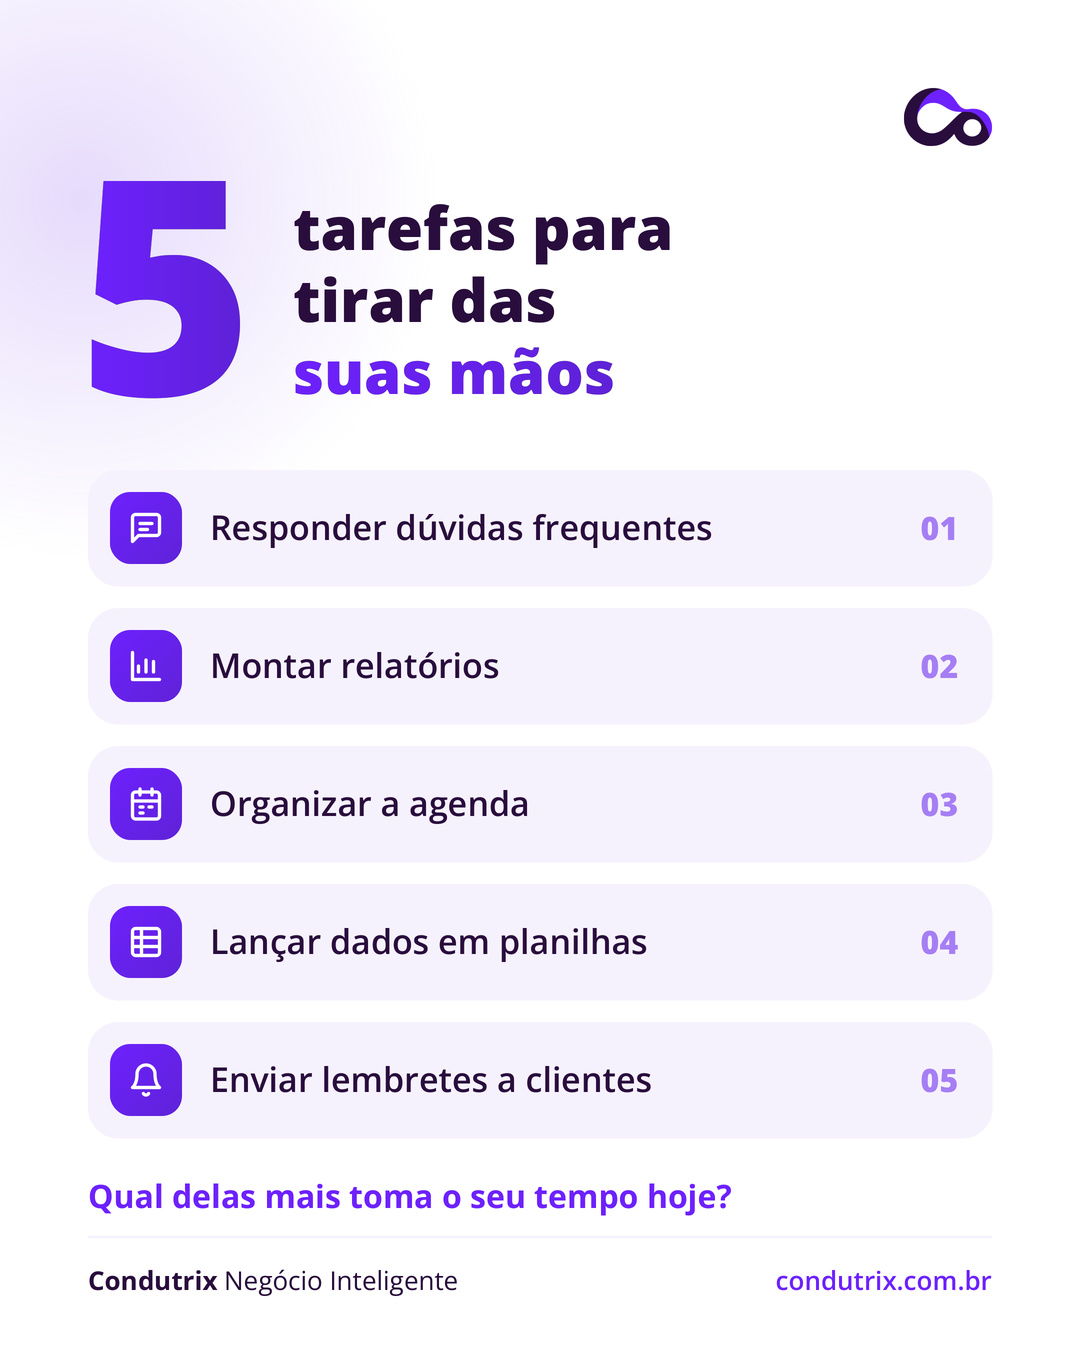 5
tarefas para
tirar das
suas mãos
Responder dúvidas frequentes 01
Montar relatórios 02
Organizar a agenda 03
Lançar dados em planilhas 04
Enviar lembretes a clientes 05
Qual delas mais toma o seu tempo hoje?
Condutrix Negócio Inteligente condutrix.com.br